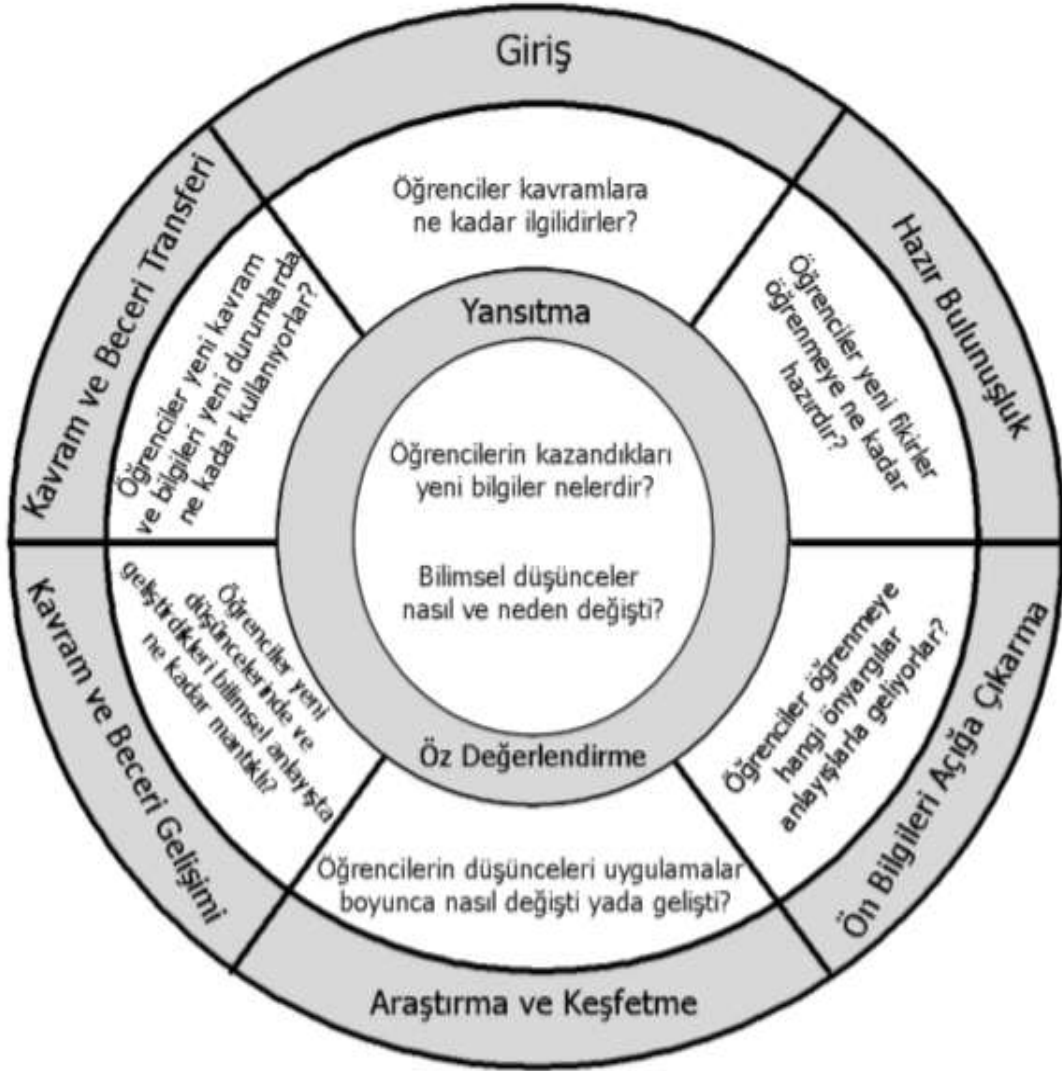 Giriş
Öğrenciler kavramlara
ne kadar ilgilidirler?
Hazır Bulunuşluk
Öğrenciler yeni fikirler
öğrenmeye ne kadar
hazırdır?
Ön Bilgileri Açığa Çıkarma
Öğrenciler öğrenmeye
hangi önyargılar
anlayışlarla geliyorlar?
Araştırma ve Keşfetme
Öğrencilerin düşünceleri uygulamalar
boyunca nasıl değişti yada gelişti?
Kavram ve Beceri Gelişimi
Öğrenciler yeni
düşüncelerinde ve
geliştirdikleri bilimsel anlayışta
ne kadar mantıklı?
Kavram ve Beceri Transferi
Öğrenciler yeni kavram
ve bilgileri yeni durumlarda
ne kadar kullanıyorlar?
Yansıtma
Öğrencilerin kazandıkları
yeni bilgiler nelerdir?
Bilimsel düşünceler
nasıl ve neden değişti?
Öz Değerlendirme